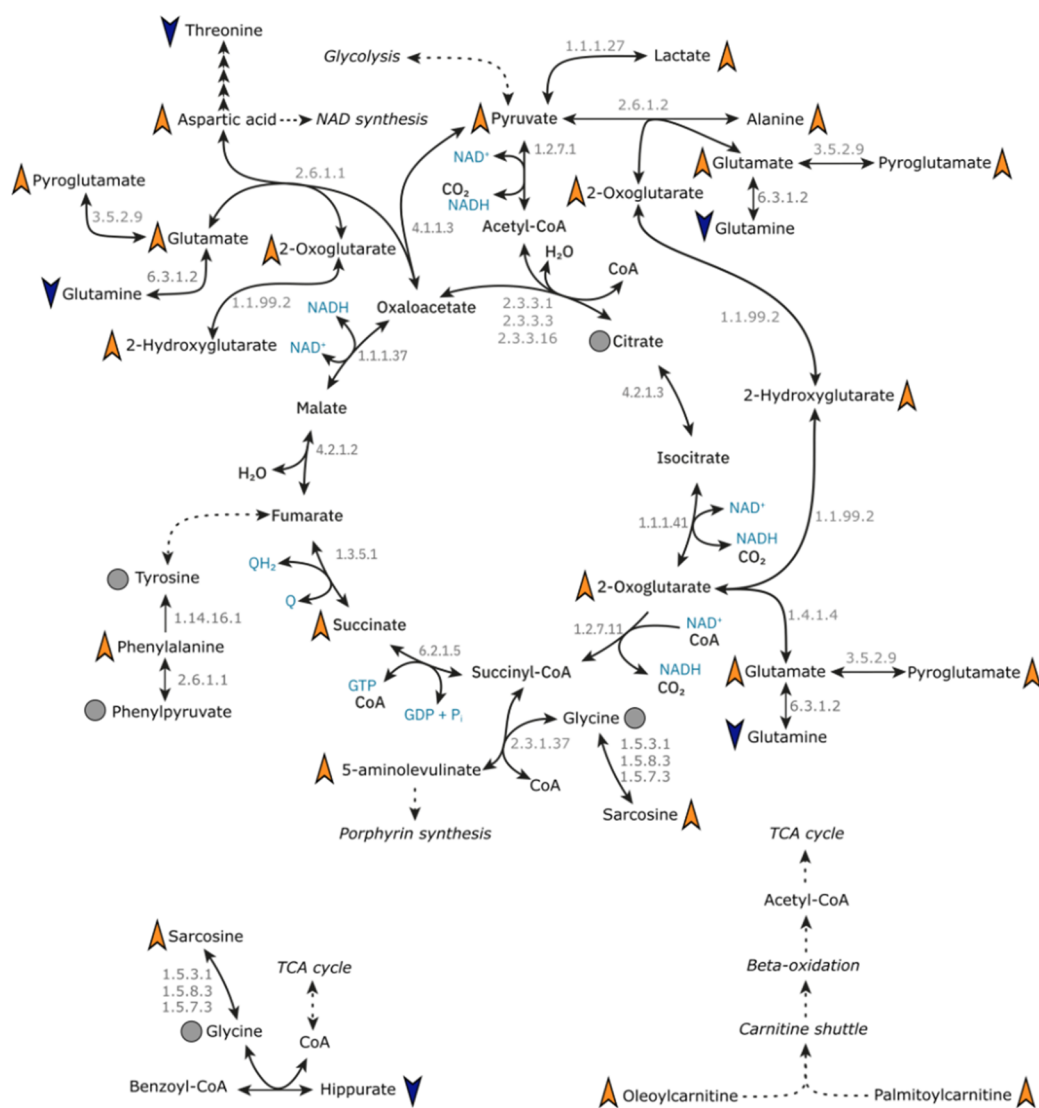 Threonine
Glycolysis
1.1.1.27
Lactate
Aspartic acid
NAD synthesis
Pyruvate
2.6.1.2
Alanine
NAD⁺
1.2.7.1
CO₂
NADH
Acetyl-CoA
Glutamate
3.5.2.9
Pyroglutamate
2-Oxoglutarate
6.3.1.2
Glutamine
Pyroglutamate
3.5.2.9
2.6.1.1
Glutamate
2-Oxoglutarate
4.1.1.3
6.3.1.2
Glutamine
1.1.99.2
2-Hydroxyglutarate
H₂O
CoA
Oxaloacetate
2.3.3.1
2.3.3.3
2.3.3.16
Citrate
NADH
NAD⁺
1.1.1.37
1.1.99.2
4.2.1.3
2-Hydroxyglutarate
Malate
4.2.1.2
H₂O
Isocitrate
Fumarate
1.1.1.41
NAD⁺
NADH
CO₂
1.1.99.2
QH₂
1.3.5.1
Q
Tyrosine
1.14.16.1
Phenylalanine
2.6.1.1
Phenylpyruvate
Succinate
2-Oxoglutarate
1.2.7.11
NAD⁺
CoA
NADH
CO₂
1.4.1.4
6.2.1.5
GTP
CoA
GDP + Pᵢ
Succinyl-CoA
Glutamate
3.5.2.9
Pyroglutamate
6.3.1.2
Glutamine
Glycine
2.3.1.37
1.5.3.1
1.5.8.3
1.5.7.3
5-aminolevulinate
CoA
Sarcosine
Porphyrin synthesis
TCA cycle
Acetyl-CoA
Beta-oxidation
Carnitine shuttle
Oleoylcarnitine
Palmitoylcarnitine
Sarcosine
1.5.3.1
1.5.8.3
1.5.7.3
TCA cycle
Glycine
CoA
Benzoyl-CoA
Hippurate